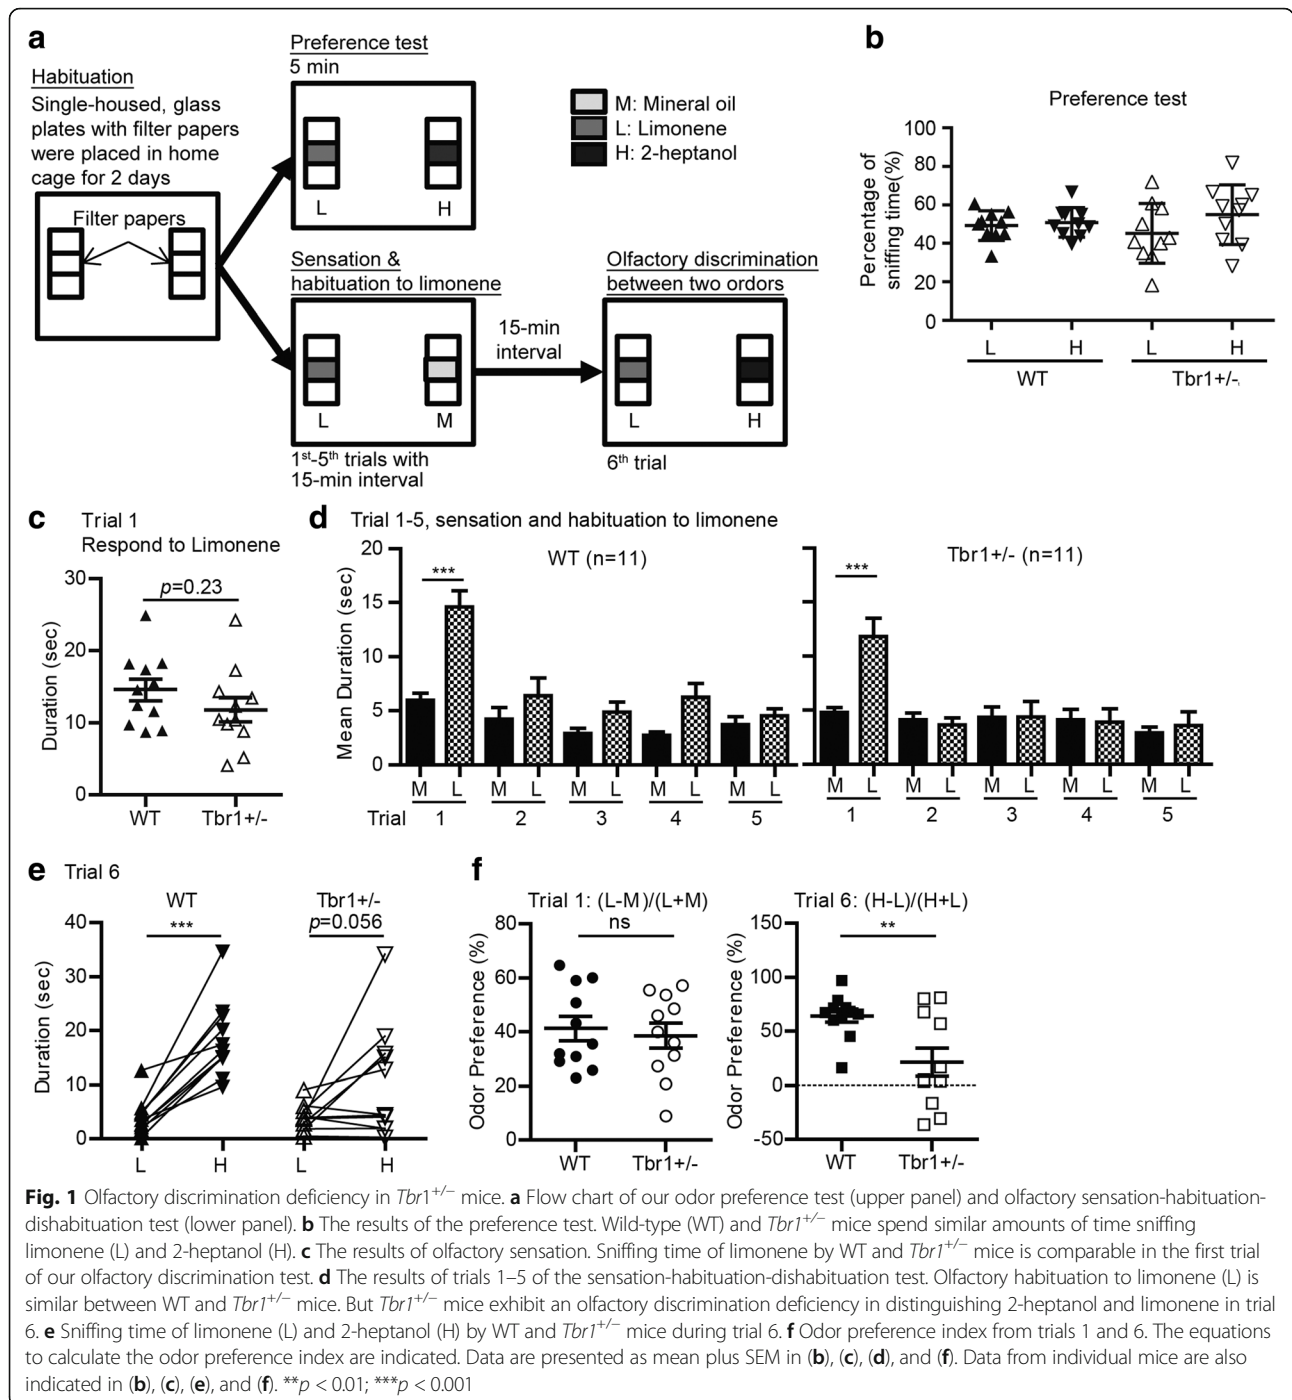 a
Habituation
Single-housed, glass
plates with filter papers
were placed in home
cage for 2 days
Filter papers
Preference test
5 min
L H
M: Mineral oil
L: Limonene
H: 2-heptanol
Sensation &
habituation to limonene
L M
1st-5th trials with
15-min interval
15-min
interval
Olfactory discrimination
between two ordors
L H
6th trial
b
Preference test
Percentage of
sniffing time(%)
100
80
60
40
20
0
L H L H
WT Tbr1+/-
c Trial 1
Respond to Limonene
Duration (sec)
30
20
10
0
p=0.23
WT Tbr1+/-
d Trial 1-5, sensation and habituation to limonene
Mean Duration (sec)
20
15
10
5
0
WT (n=11)
***
M L M L M L M L M L
Trial 1 2 3 4 5
Tbr1+/- (n=11)
***
M L M L M L M L M L
1 2 3 4 5
e Trial 6
WT Tbr1+/-
*** p=0.056
Duration (sec)
40
30
20
10
0
L H L H
f
Trial 1: (L-M)/(L+M)
ns
Odor Preference (%)
80
60
40
20
0
WT Tbr1+/-
Trial 6: (H-L)/(H+L)
**
Odor Preference (%)
150
100
50
0
-50
WT Tbr1+/-
Fig. 1 Olfactory discrimination deficiency in Tbr1+/− mice. a Flow chart of our odor preference test (upper panel) and olfactory sensation-habituation-
dishabituation test (lower panel). b The results of the preference test. Wild-type (WT) and Tbr1+/− mice spend similar amounts of time sniffing
limonene (L) and 2-heptanol (H). c The results of olfactory sensation. Sniffing time of limonene by WT and Tbr1+/− mice is comparable in the first trial
of our olfactory discrimination test. d The results of trials 1–5 of the sensation-habituation-dishabituation test. Olfactory habituation to limonene (L) is
similar between WT and Tbr1+/− mice. But Tbr1+/− mice exhibit an olfactory discrimination deficiency in distinguishing 2-heptanol and limonene in trial
6. e Sniffing time of limonene (L) and 2-heptanol (H) by WT and Tbr1+/− mice during trial 6. f Odor preference index from trials 1 and 6. The equations
to calculate the odor preference index are indicated. Data are presented as mean plus SEM in (b), (c), (d), and (f). Data from individual mice are also
indicated in (b), (c), (e), and (f). **p < 0.01; ***p < 0.001